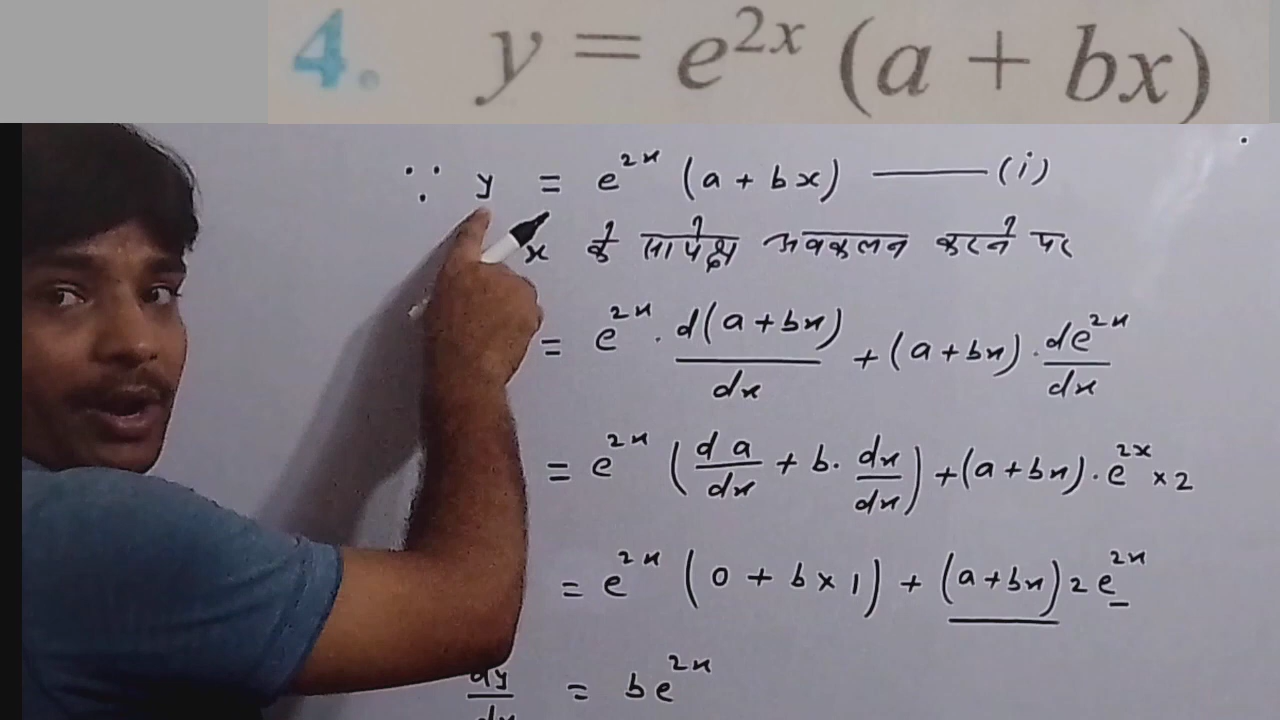 4. y = e^{2x} (a + bx)
∵ y = e^{2x} (a + bx) —— (i)
x के सापेक्ष अवकलन करने पर
= e^{2x} · d(a+bx)/dx + (a+bx) · de^{2x}/dx
= e^{2x} (da/dx + b · dx/dx) + (a+bx) · e^{2x} × 2
= e^{2x} (0 + b×1) + (a+bx) 2e^{2x}
dy/dx = be^{2x}